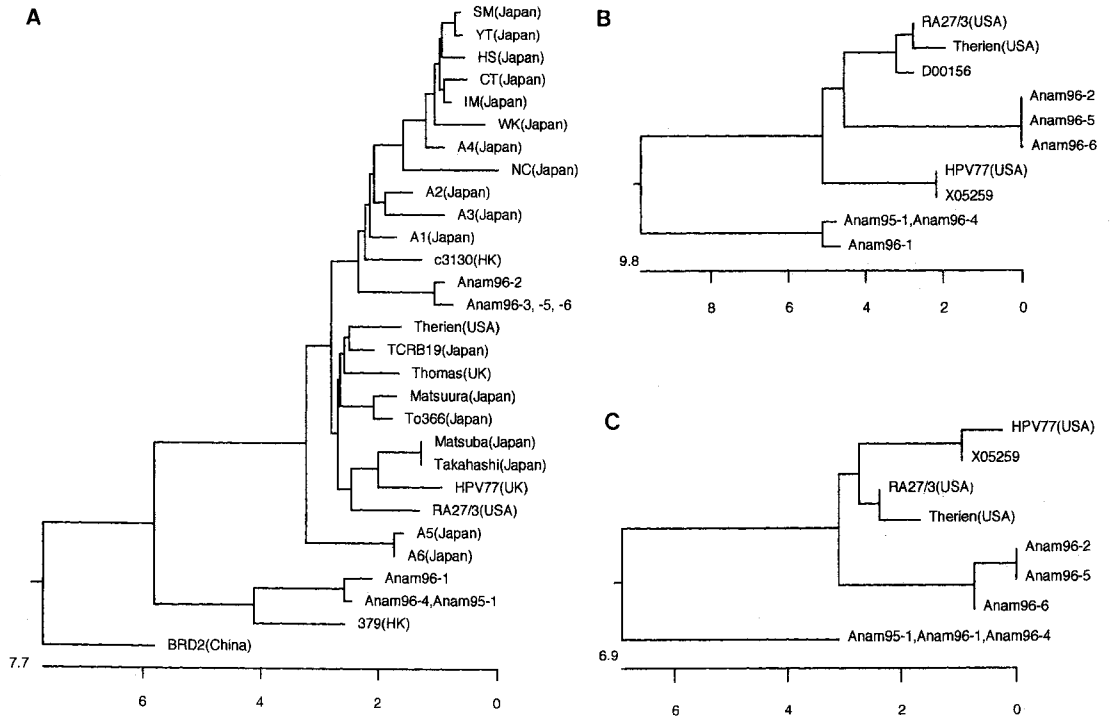 A
SM(Japan)
YT(Japan)
HS(Japan)
CT(Japan)
IM(Japan)
WK(Japan)
A4(Japan)
NC(Japan)
A2(Japan)
A3(Japan)
A1(Japan)
c3130(HK)
Anam96-2
Anam96-3, -5, -6
Therien(USA)
TCRB19(Japan)
Thomas(UK)
Matsuura(Japan)
To366(Japan)
Matsuba(Japan)
Takahashi(Japan)
HPV77(UK)
RA27/3(USA)
A5(Japan)
A6(Japan)
Anam96-1
Anam96-4,Anam95-1
379(HK)
BRD2(China)
7.7
6 4 2 0
B
RA27/3(USA)
Therien(USA)
D00156
Anam96-2
Anam96-5
Anam96-6
HPV77(USA)
X05259
Anam95-1,Anam96-4
Anam96-1
9.8
8 6 4 2 0
C
HPV77(USA)
X05259
RA27/3(USA)
Therien(USA)
Anam96-2
Anam96-5
Anam96-6
Anam95-1,Anam96-1,Anam96-4
6.9
6 4 2 0